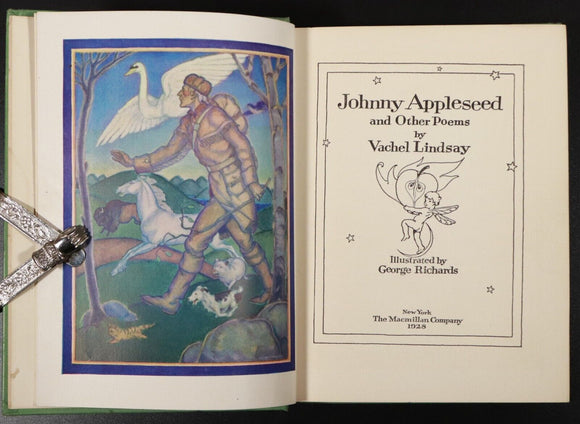 Johnny Appleseed
and Other Poems
by
Vachel Lindsay
Illustrated by
George Richards
New York
The Macmillan Company
1928